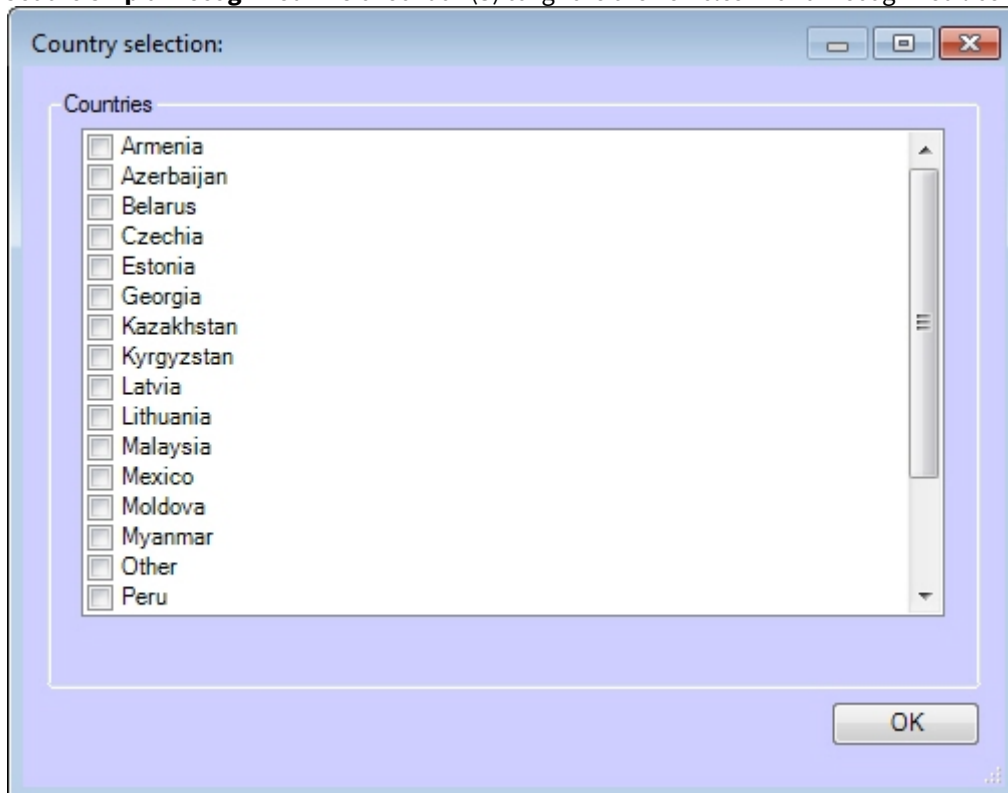 Country selection:
Countries
Armenia
Azerbaijan
Belarus
Czechia
Estonia
Georgia
Kazakhstan
Kyrgyzstan
Latvia
Lithuania
Malaysia
Mexico
Moldova
Myanmar
Other
Peru
OK